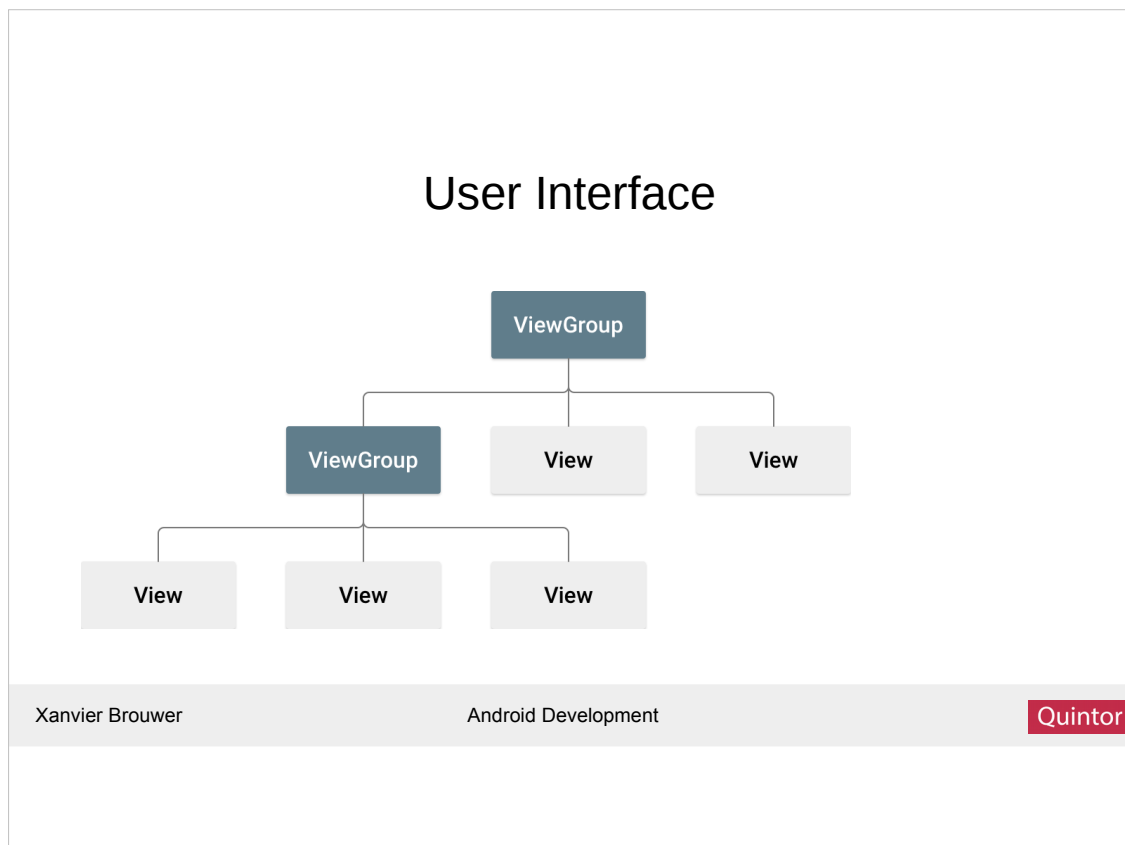 User Interface
ViewGroup
ViewGroup View View
View View View
Xanvier Brouwer Android Development Quintor